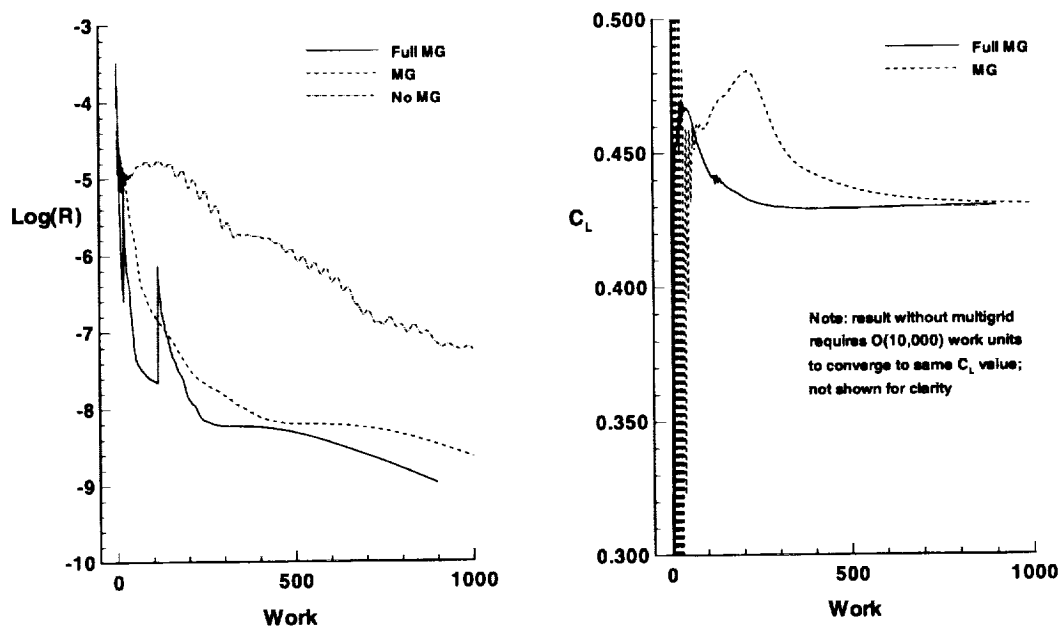 -3
-4
-5
-6
-7
-8
-9
-10
Log(R)
Full MG
MG
No MG
0
500
1000
Work
0.500
0.450
0.400
0.350
0.300
C_L
Full MG
MG
Note: result without multigrid
requires O(10,000) work units
to converge to same C_L value;
not shown for clarity
0
500
1000
Work